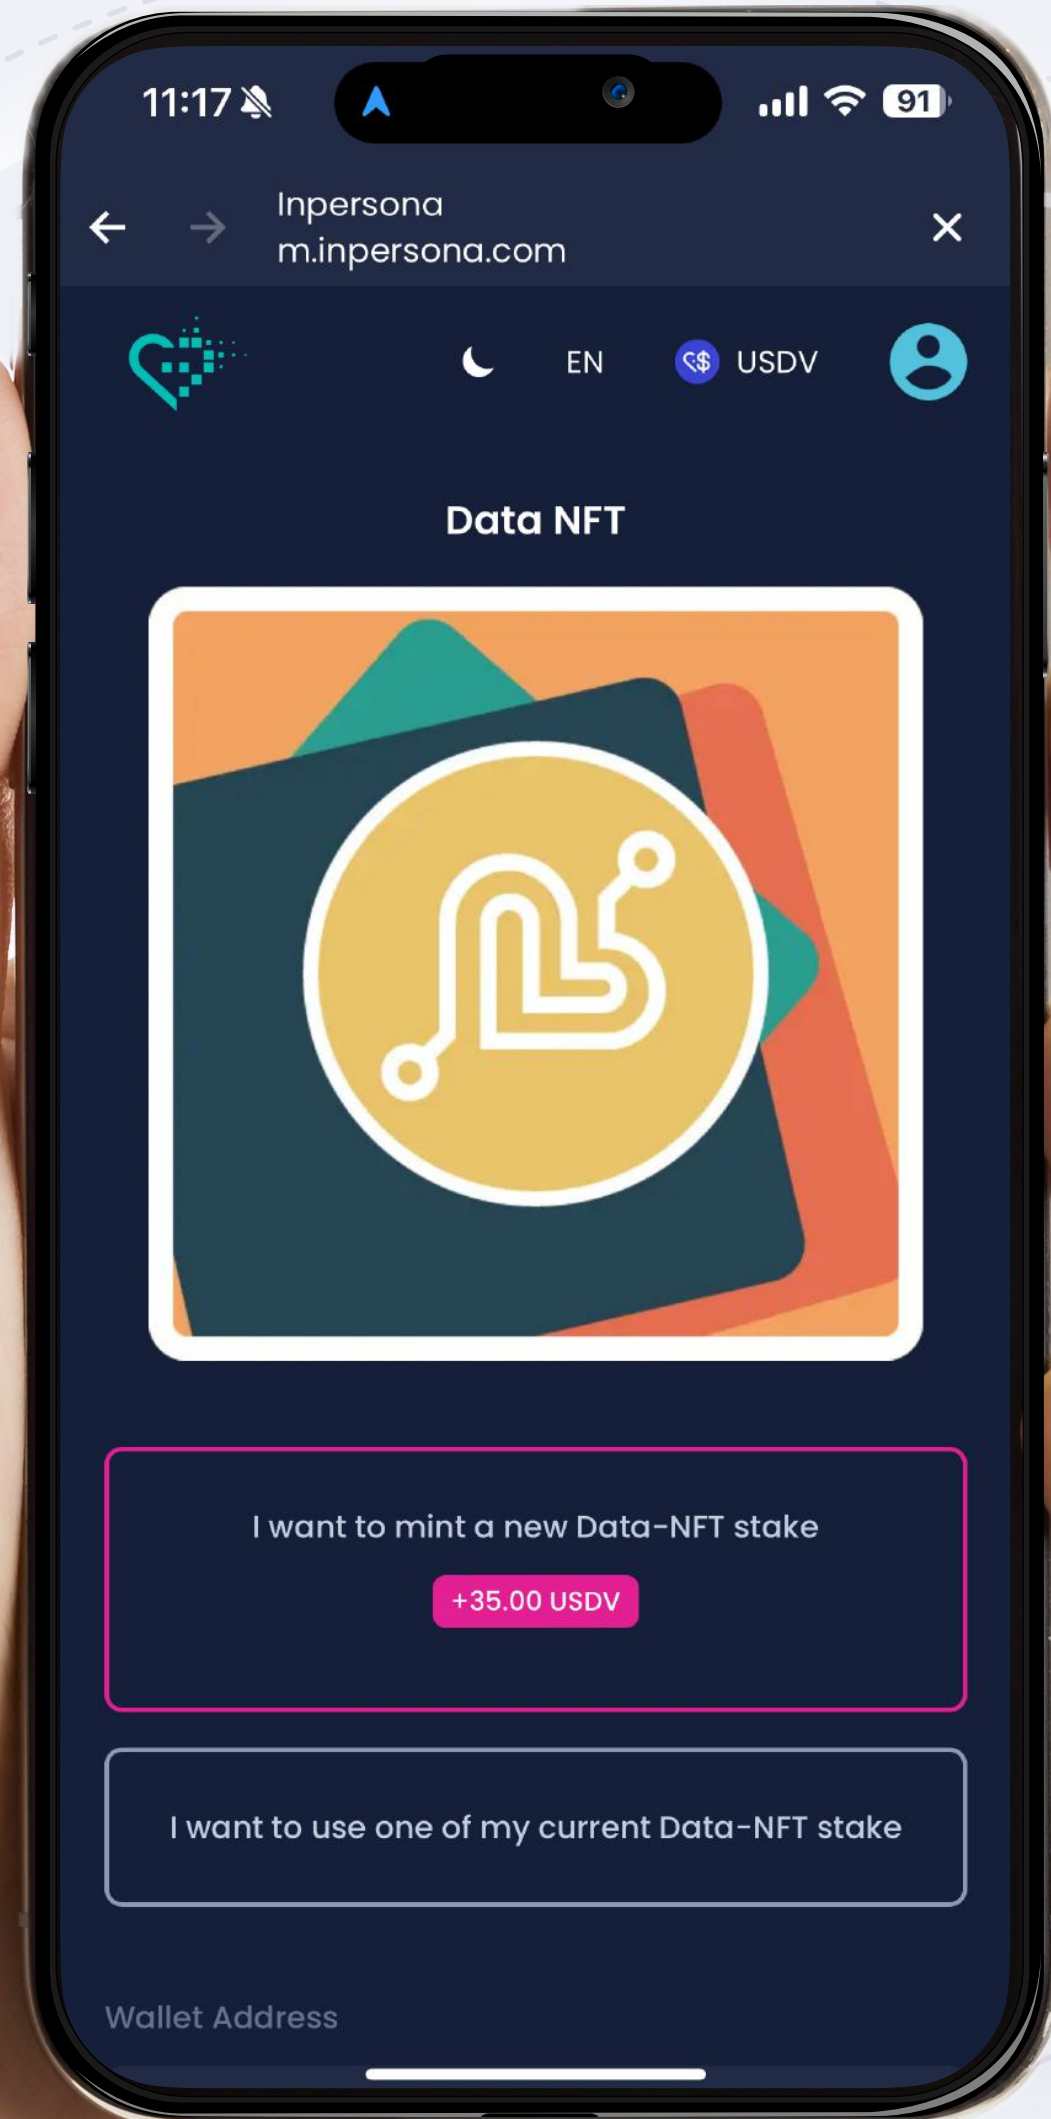 11:17
91
Inpersona
m.inpersona.com
EN
USDV
Data NFT
I want to mint a new Data-NFT stake
+35.00 USDV
I want to use one of my current Data-NFT stake
Wallet Address